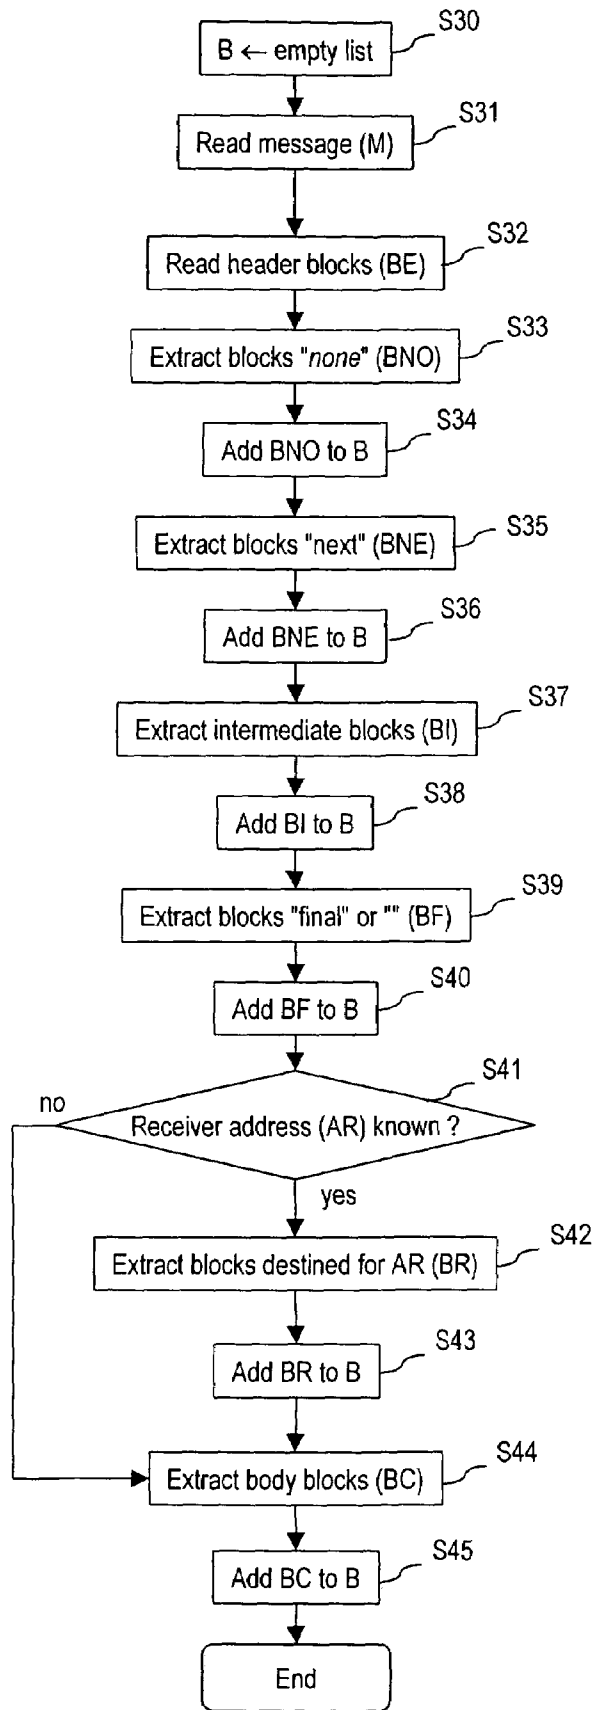 S30
B ← empty list
S31
Read message (M)
S32
Read header blocks (BE)
S33
Extract blocks "none" (BNO)
S34
Add BNO to B
S35
Extract blocks "next" (BNE)
S36
Add BNE to B
S37
Extract intermediate blocks (BI)
S38
Add BI to B
S39
Extract blocks "final" or "" (BF)
S40
Add BF to B
S41
no
Receiver address (AR) known ?
yes
S42
Extract blocks destined for AR (BR)
S43
Add BR to B
S44
Extract body blocks (BC)
S45
Add BC to B
End